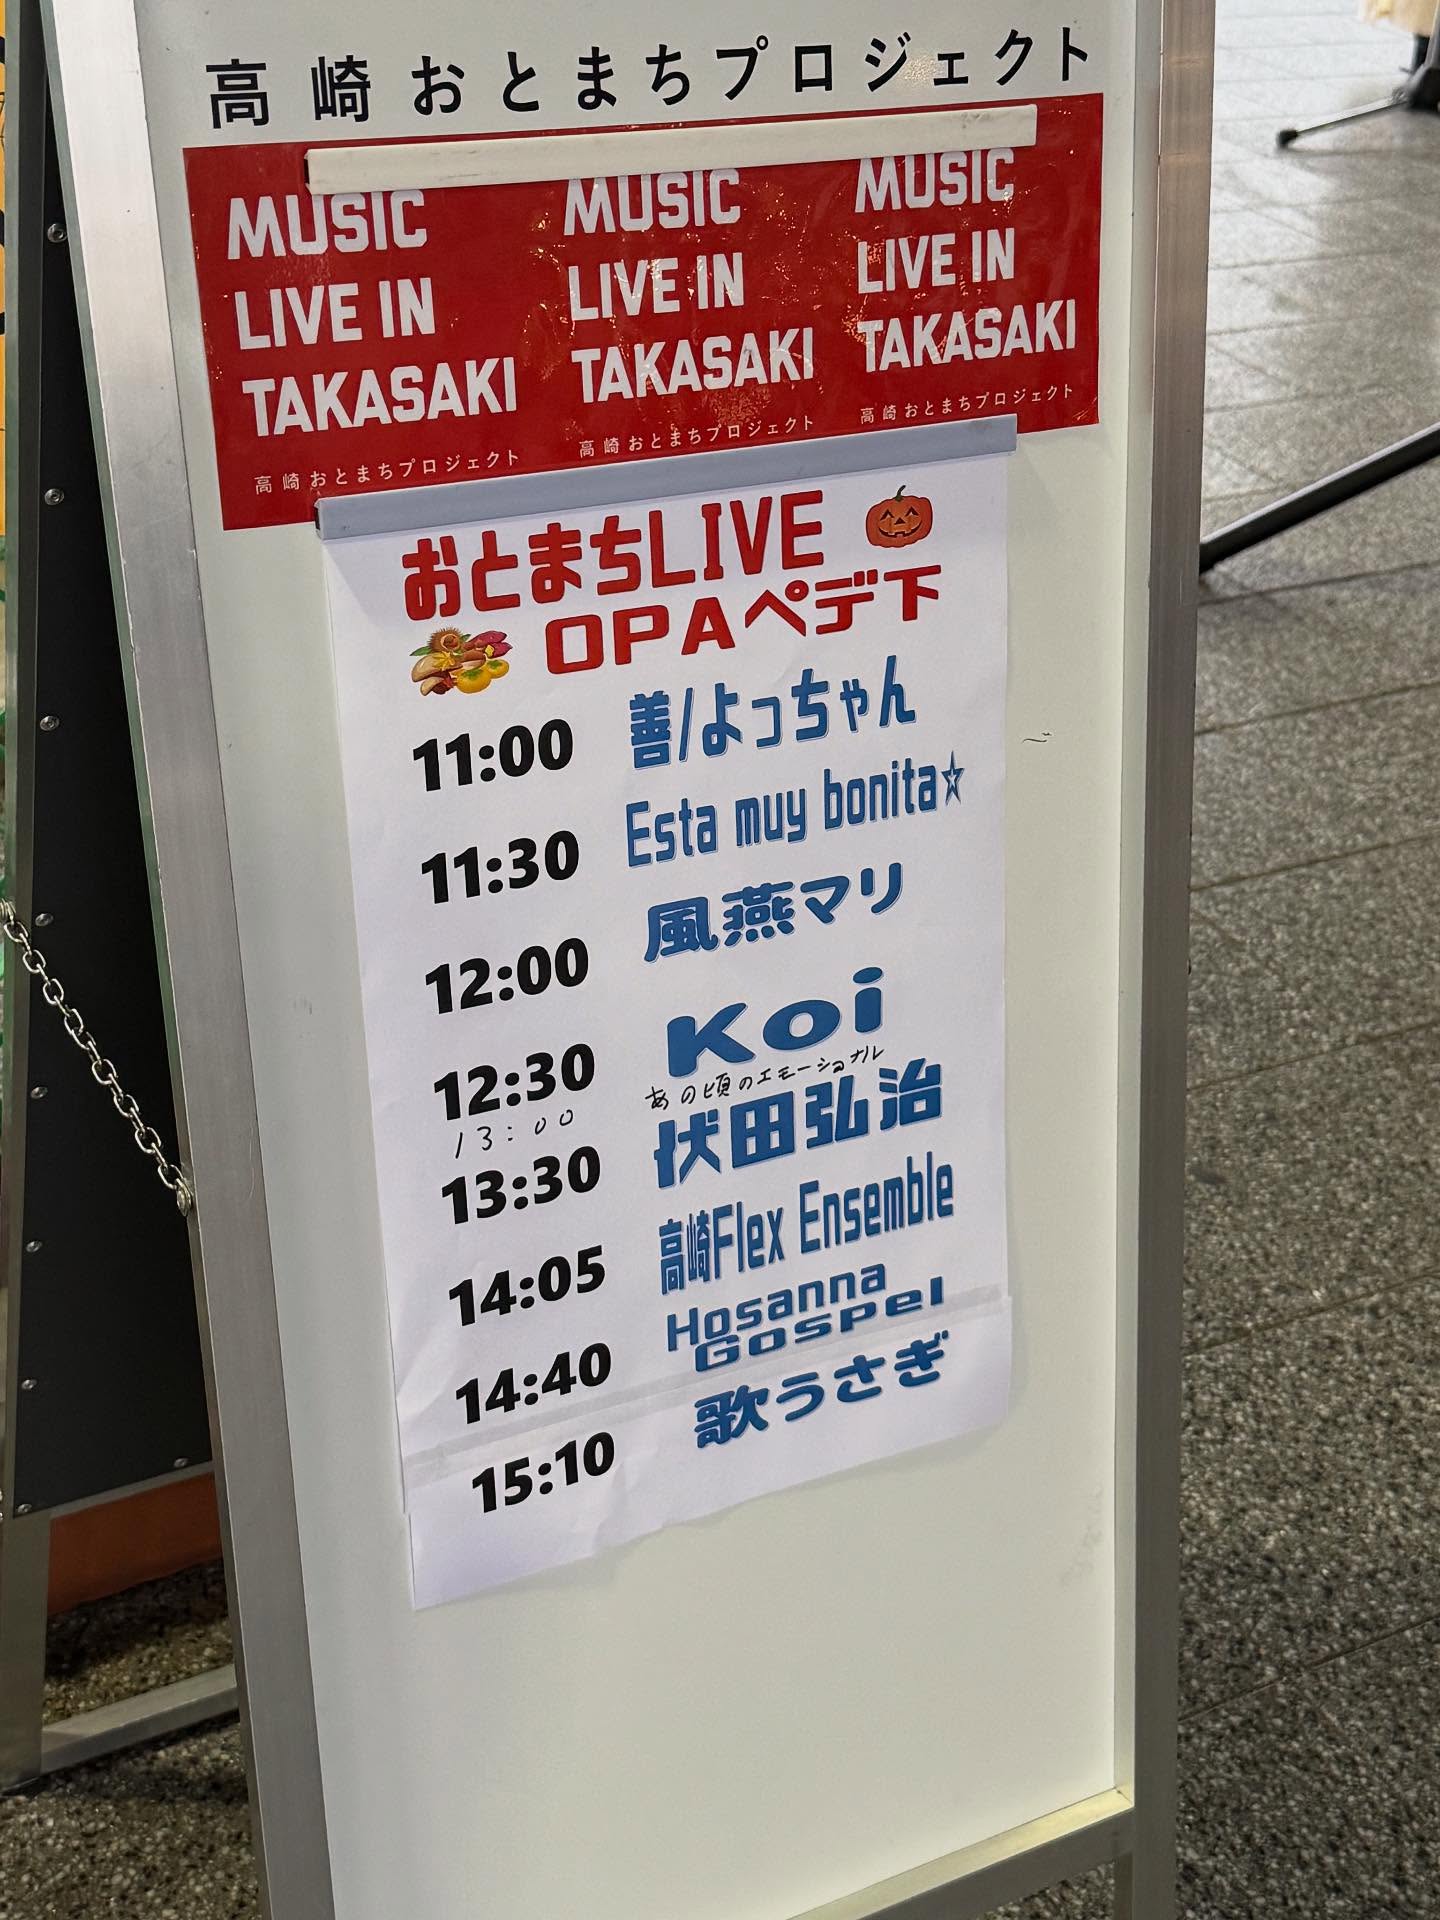 高崎おとまちプロジェクト
MUSIC
LIVE IN
TAKASAKI
高崎おとまちプロジェクト
MUSIC
LIVE IN
TAKASAKI
高崎おとまちプロジェクト
MUSIC
LIVE IN
TAKASAKI
高崎おとまちプロジェクト
おとまちLIVE
OPAペデ下
11:00 善/よっちゃん
11:30 Esta muy bonita☆
12:00 風燕マリ
12:30 Koi
13:00 あの頃のエモーショナル
13:30 伏田弘治
14:05 高崎Flex Ensemble
14:40 Hosanna
Gospel
15:10 歌うさぎ